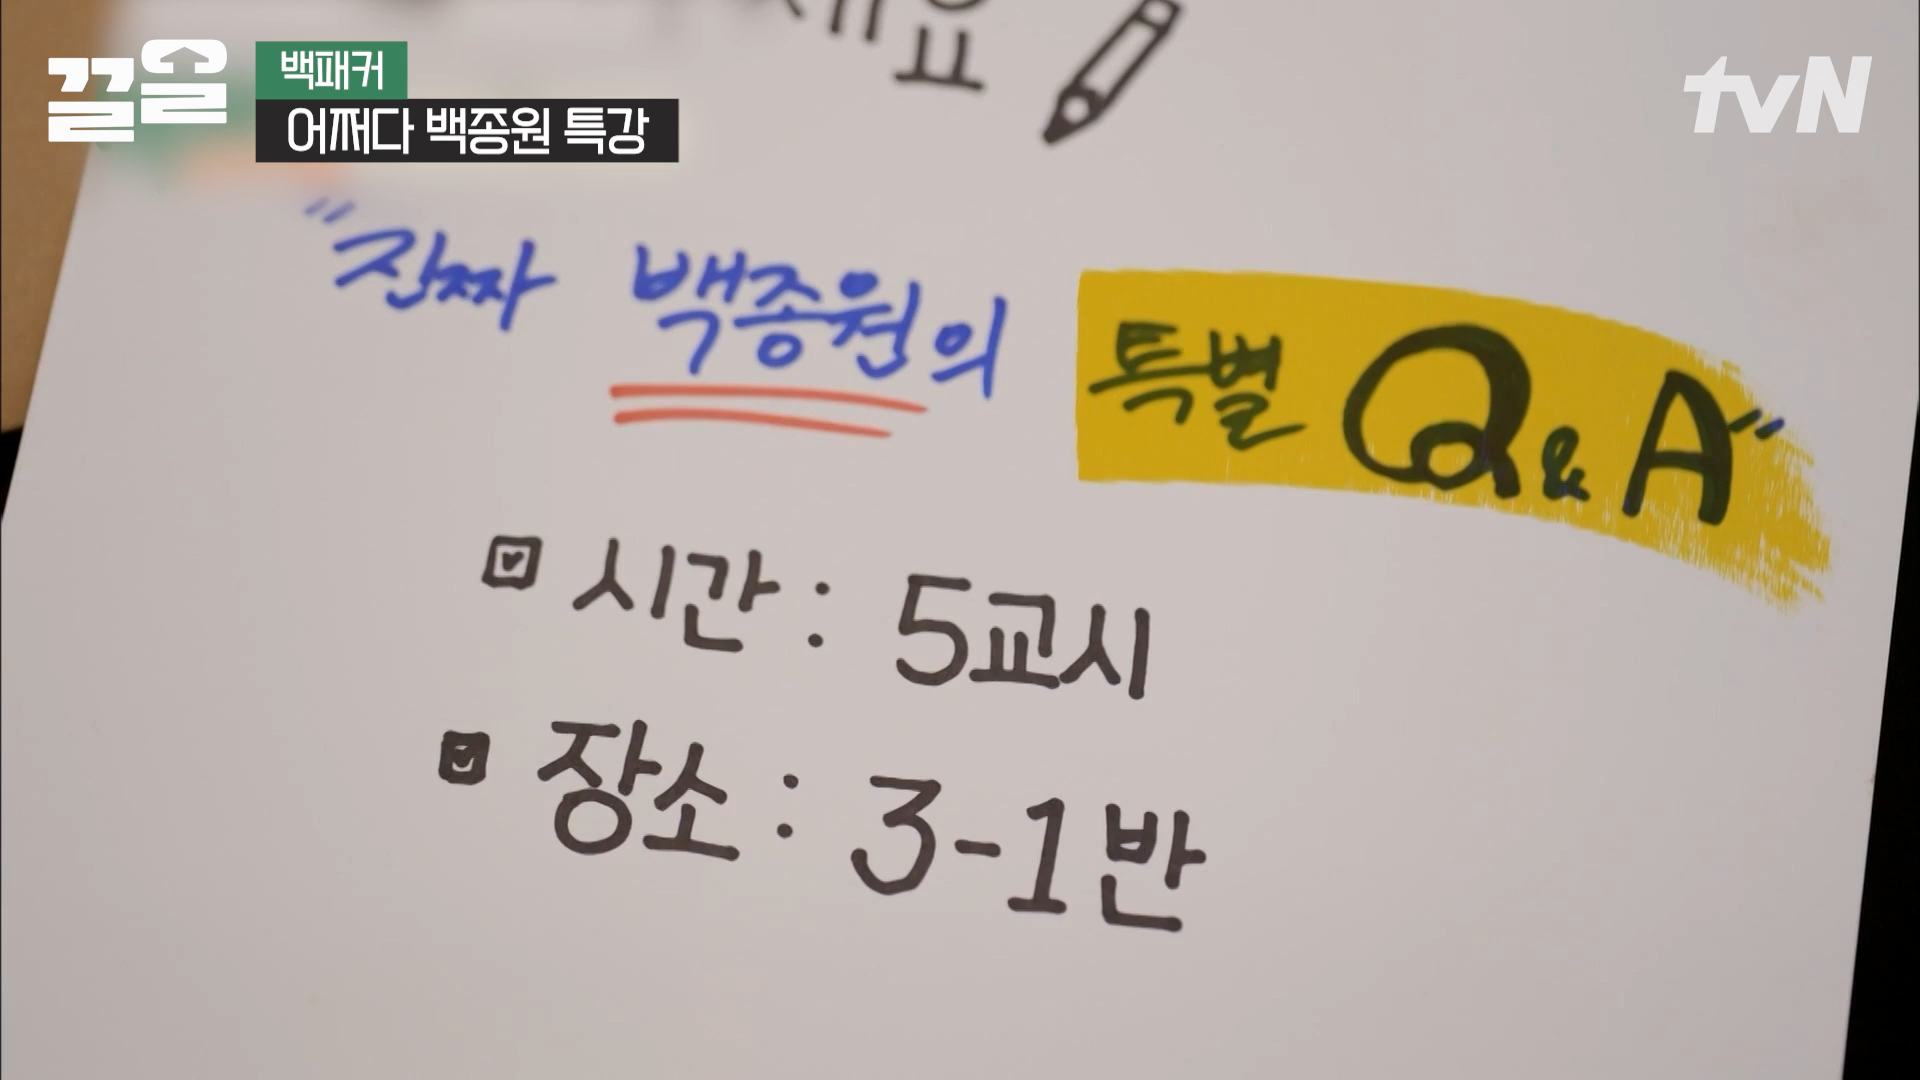 끌올
백패커
어쩌다 백종원 특강
tvN
"진짜 백종원의 특별 Q&A"
시간 : 5교시
장소 : 3-1반